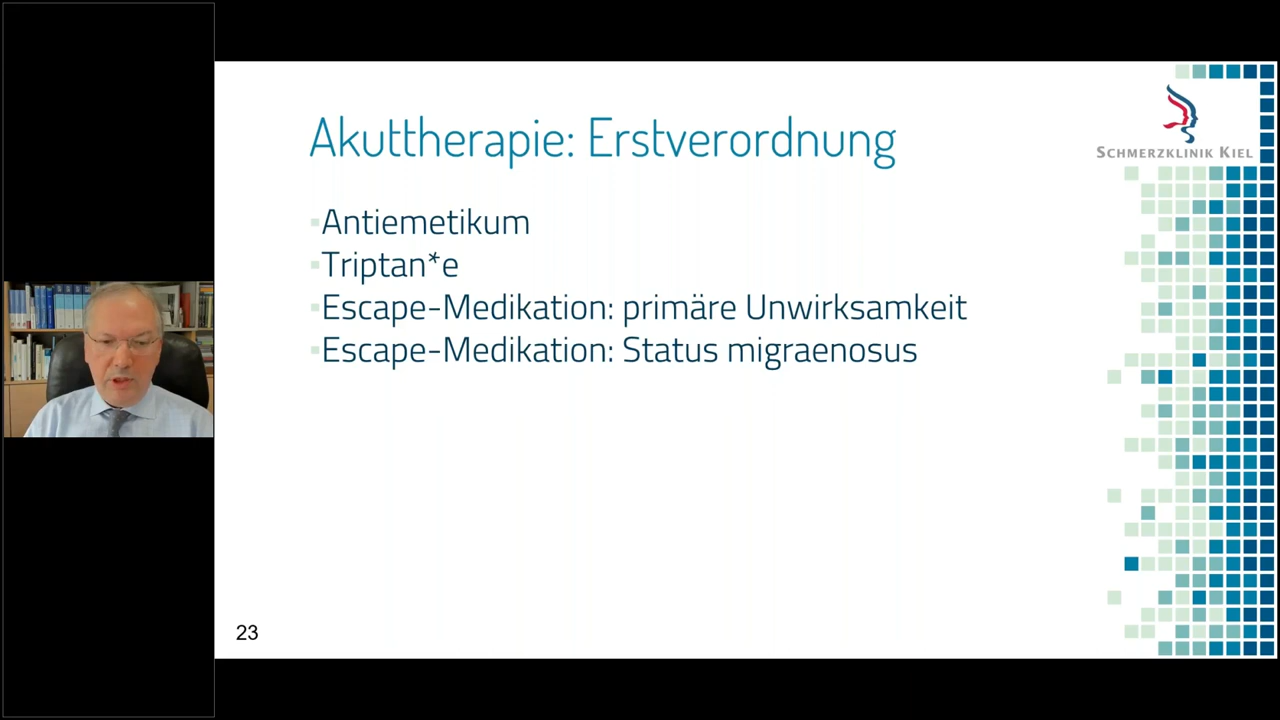 Akuttherapie: Erstverordnung
SCHMERZKLINIK KIEL
Antiemetikum
Triptan*e
Escape-Medikation: primäre Unwirksamkeit
Escape-Medikation: Status migraenosus
23